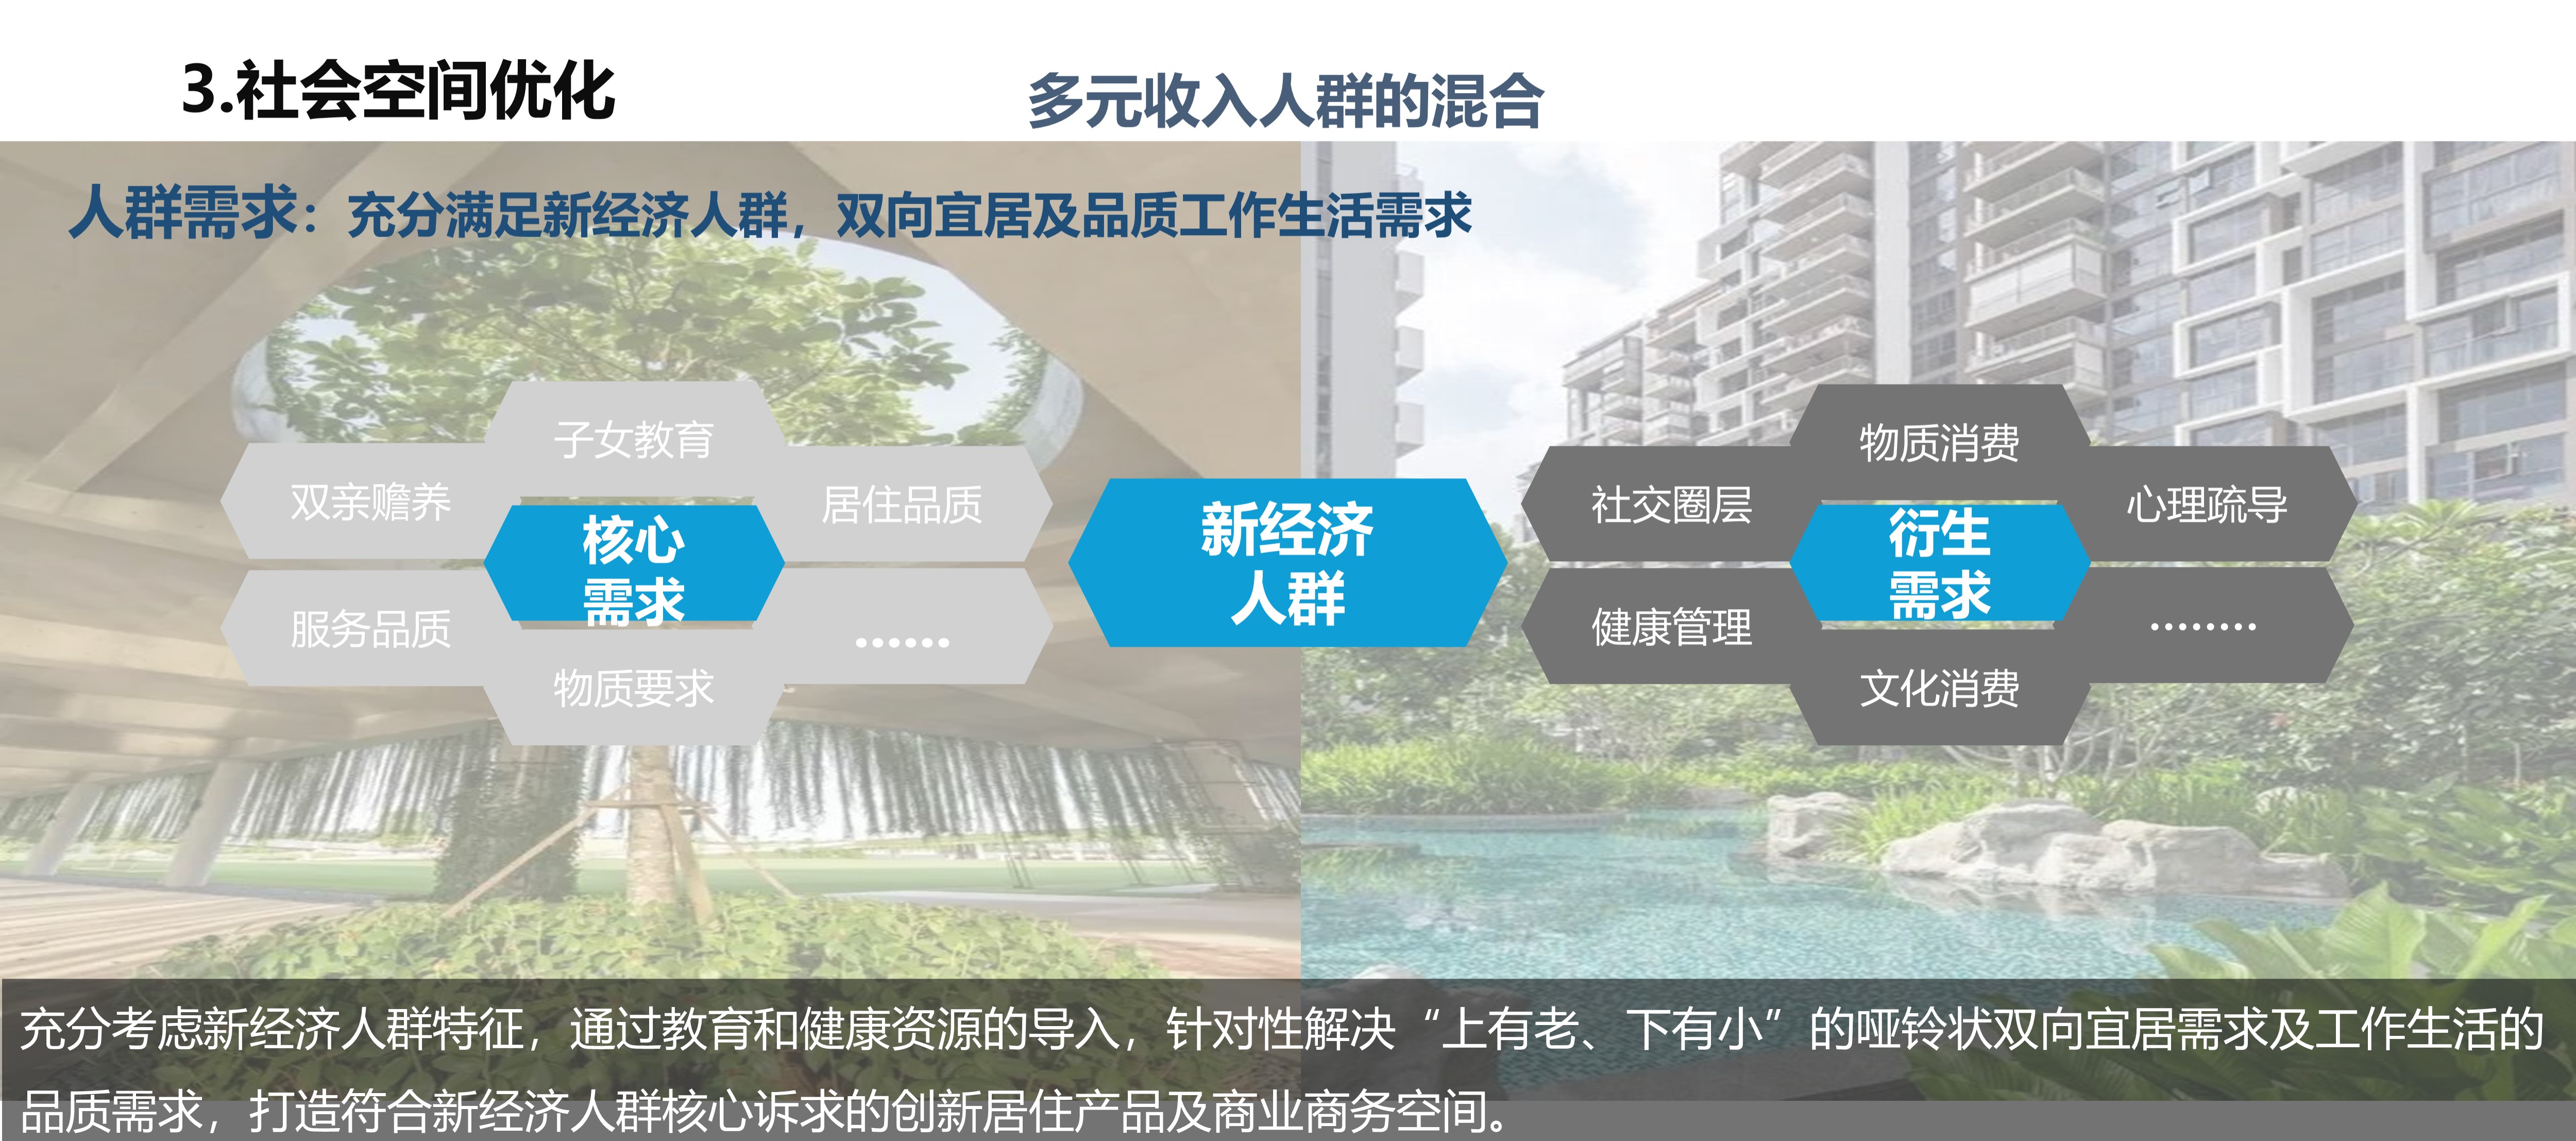 3.社会空间优化
多元收入人群的混合
人群需求：充分满足新经济人群，双向宜居及品质工作生活需求
子女教育
双亲赡养
居住品质
核心
需求
服务品质
......
物质要求
新经济
人群
物质消费
社交圈层
心理疏导
衍生
需求
健康管理
........
文化消费
充分考虑新经济人群特征，通过教育和健康资源的导入，针对性解决“上有老、下有小”的哑铃状双向宜居需求及工作生活的
品质需求，打造符合新经济人群核心诉求的创新居住产品及商业商务空间。